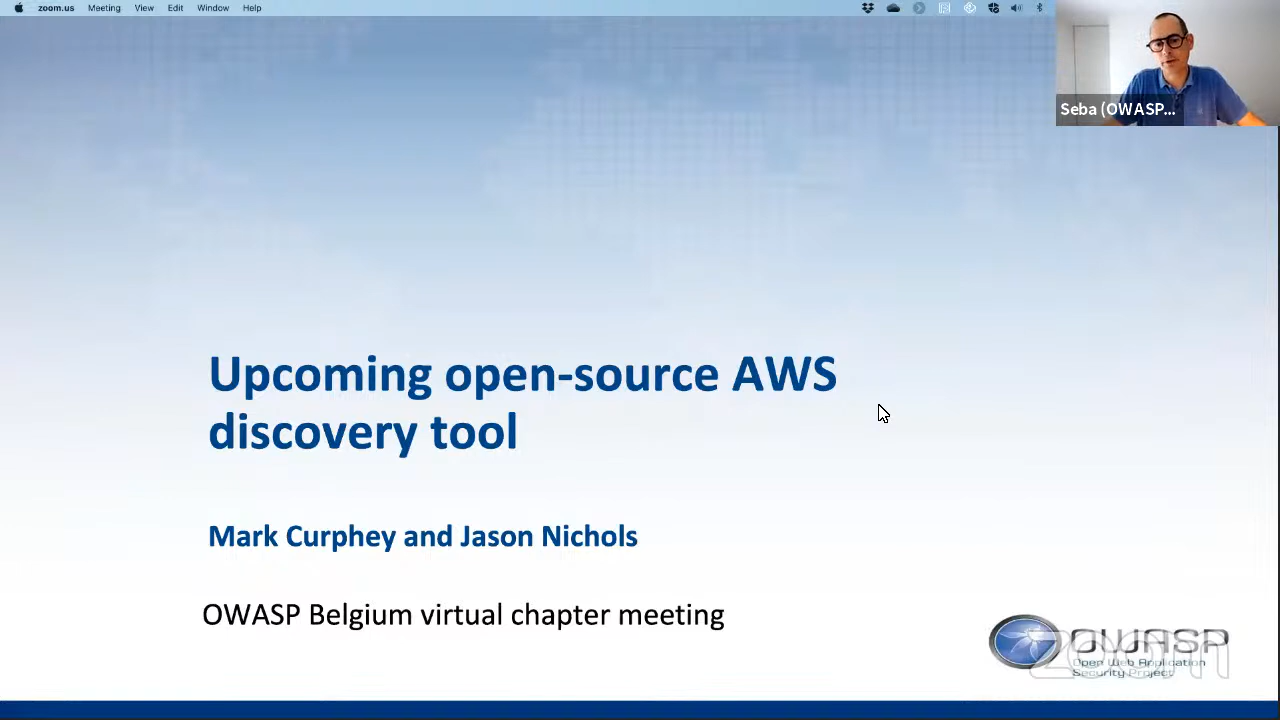 zoom.us Meeting View Edit Window Help
Seba (OWASP...
Upcoming open-source AWS
discovery tool
Mark Curphey and Jason Nichols
OWASP Belgium virtual chapter meeting
OWASP
Open Web Application
Security Project
zoom